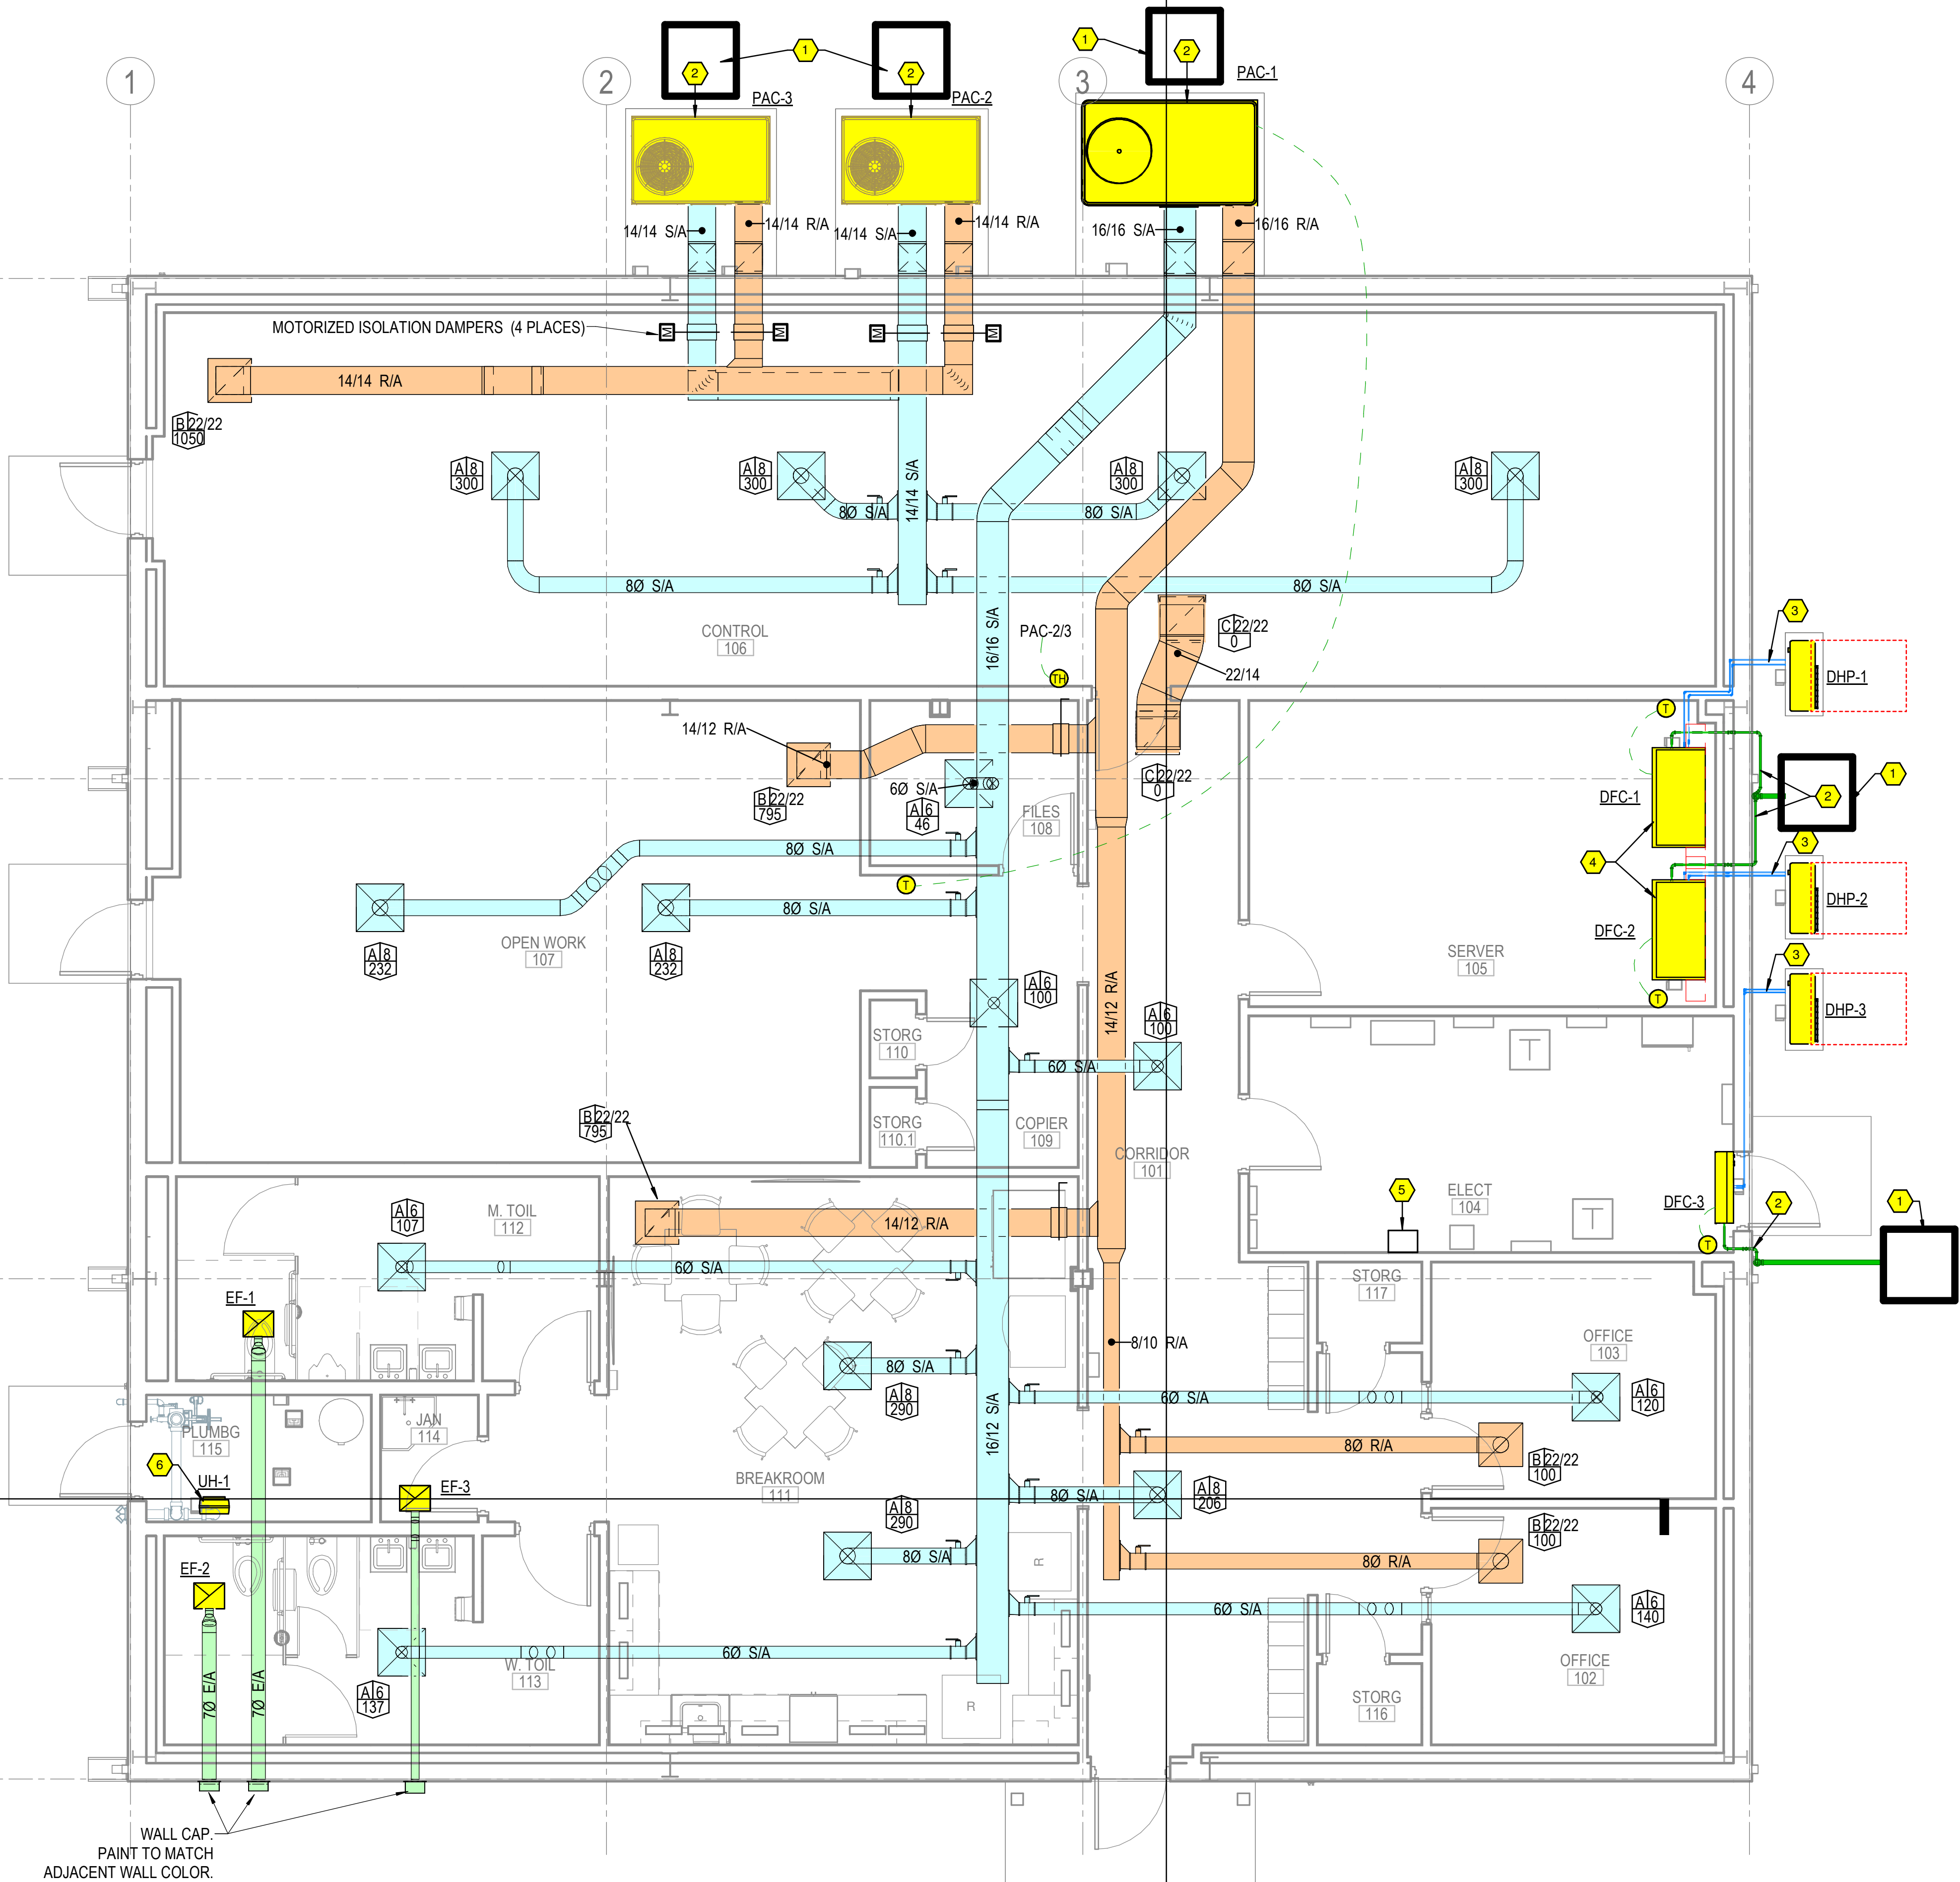 1
2
2
1
2
PAC-3
PAC-2
PAC-1
1
2
3
4
14/14 S/A
14/14 R/A
14/14 S/A
14/14 R/A
16/16 S/A
16/16 R/A
MOTORIZED ISOLATION DAMPERS (4 PLACES)
M
M
M
M
14/14 R/A
B 22/22
1050
A 8
300
A 8
300
A 8
300
A 8
300
8Ø S/A
14/14 S/A
8Ø S/A
8Ø S/A
8Ø S/A
CONTROL
106
16/16 S/A
PAC-2/3
TH
C 22/22
0
22/14
3
DHP-1
T
14/12 R/A
B 22/22
795
6Ø S/A
A 6
46
FILES
108
C 22/22
0
DFC-1
2
1
8Ø S/A
T
4
3
DHP-2
8Ø S/A
A 8
232
OPEN WORK
107
A 8
232
DFC-2
SERVER
105
3
T
DHP-3
A 6
100
14/12 R/A
A 6
100
STORG
110
6Ø S/A
T
B 22/22
795
STORG
110.1
COPIER
109
CORRIDOR
101
ELECT
104
T
5
DFC-3
2
1
T
M. TOIL
112
A 6
107
14/12 R/A
6Ø S/A
EF-1
STORG
117
8/10 R/A
OFFICE
103
8Ø S/A
A 8
290
6Ø S/A
A 6
120
PLUMBG
115
JAN
114
16/12 S/A
8Ø R/A
B 22/22
100
6
UH-1
EF-3
BREAKROOM
111
8Ø S/A
A 8
206
A 8
290
B 22/22
100
8Ø S/A
R
8Ø R/A
EF-2
6Ø S/A
A 6
140
7Ø E/A
7Ø E/A
6Ø S/A
W. TOIL
113
A 6
137
OFFICE
102
STORG
116
R
WALL CAP.
PAINT TO MATCH
ADJACENT WALL COLOR.